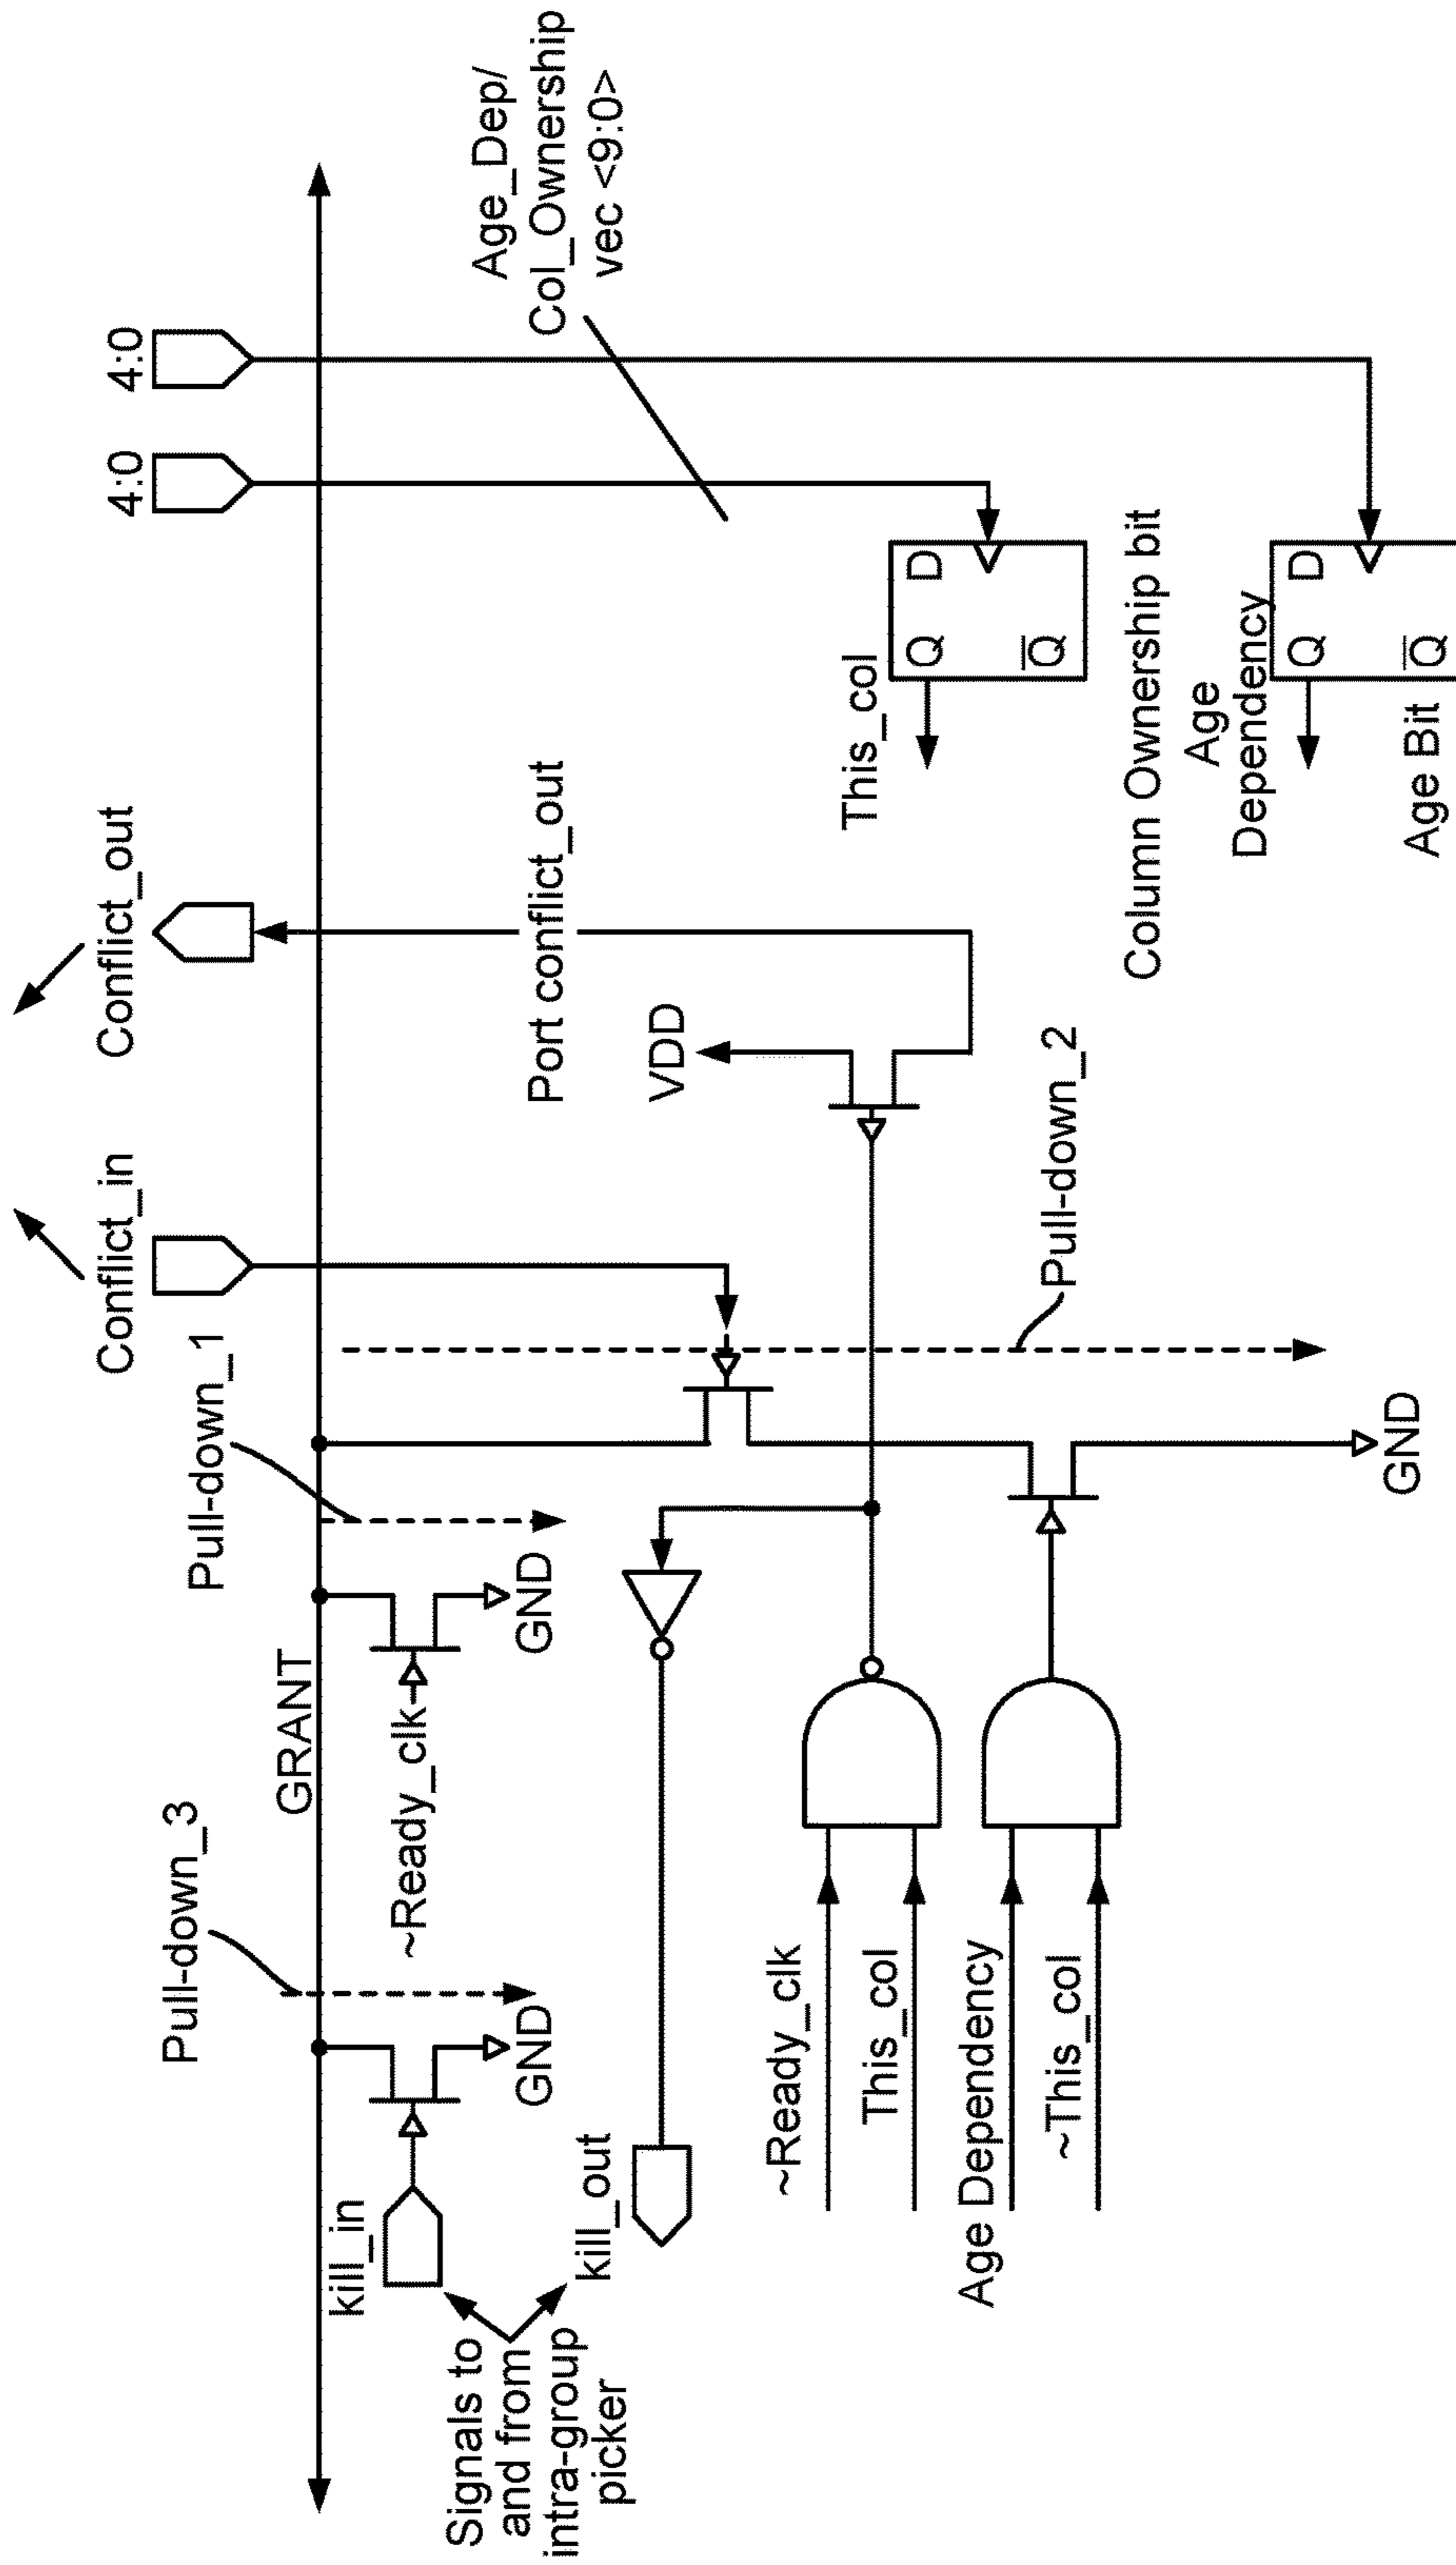 Conflict_in
Conflict_out
4:0
4:0
Pull-down_3
Pull-down_1
GRANT
kill_in
~Ready_clk
GND
GND
Signals to
and from
intra-group
picker
kill_out
Port conflict_out
Age_Dep/
Col_Ownership
vec <9:0>
VDD
~Ready_clk
This_col
Age Dependency
~This_col
Pull-down_2
GND
This_col
Q
D
Q
Column Ownership bit
Age
Dependency
Q
D
Q
Age Bit